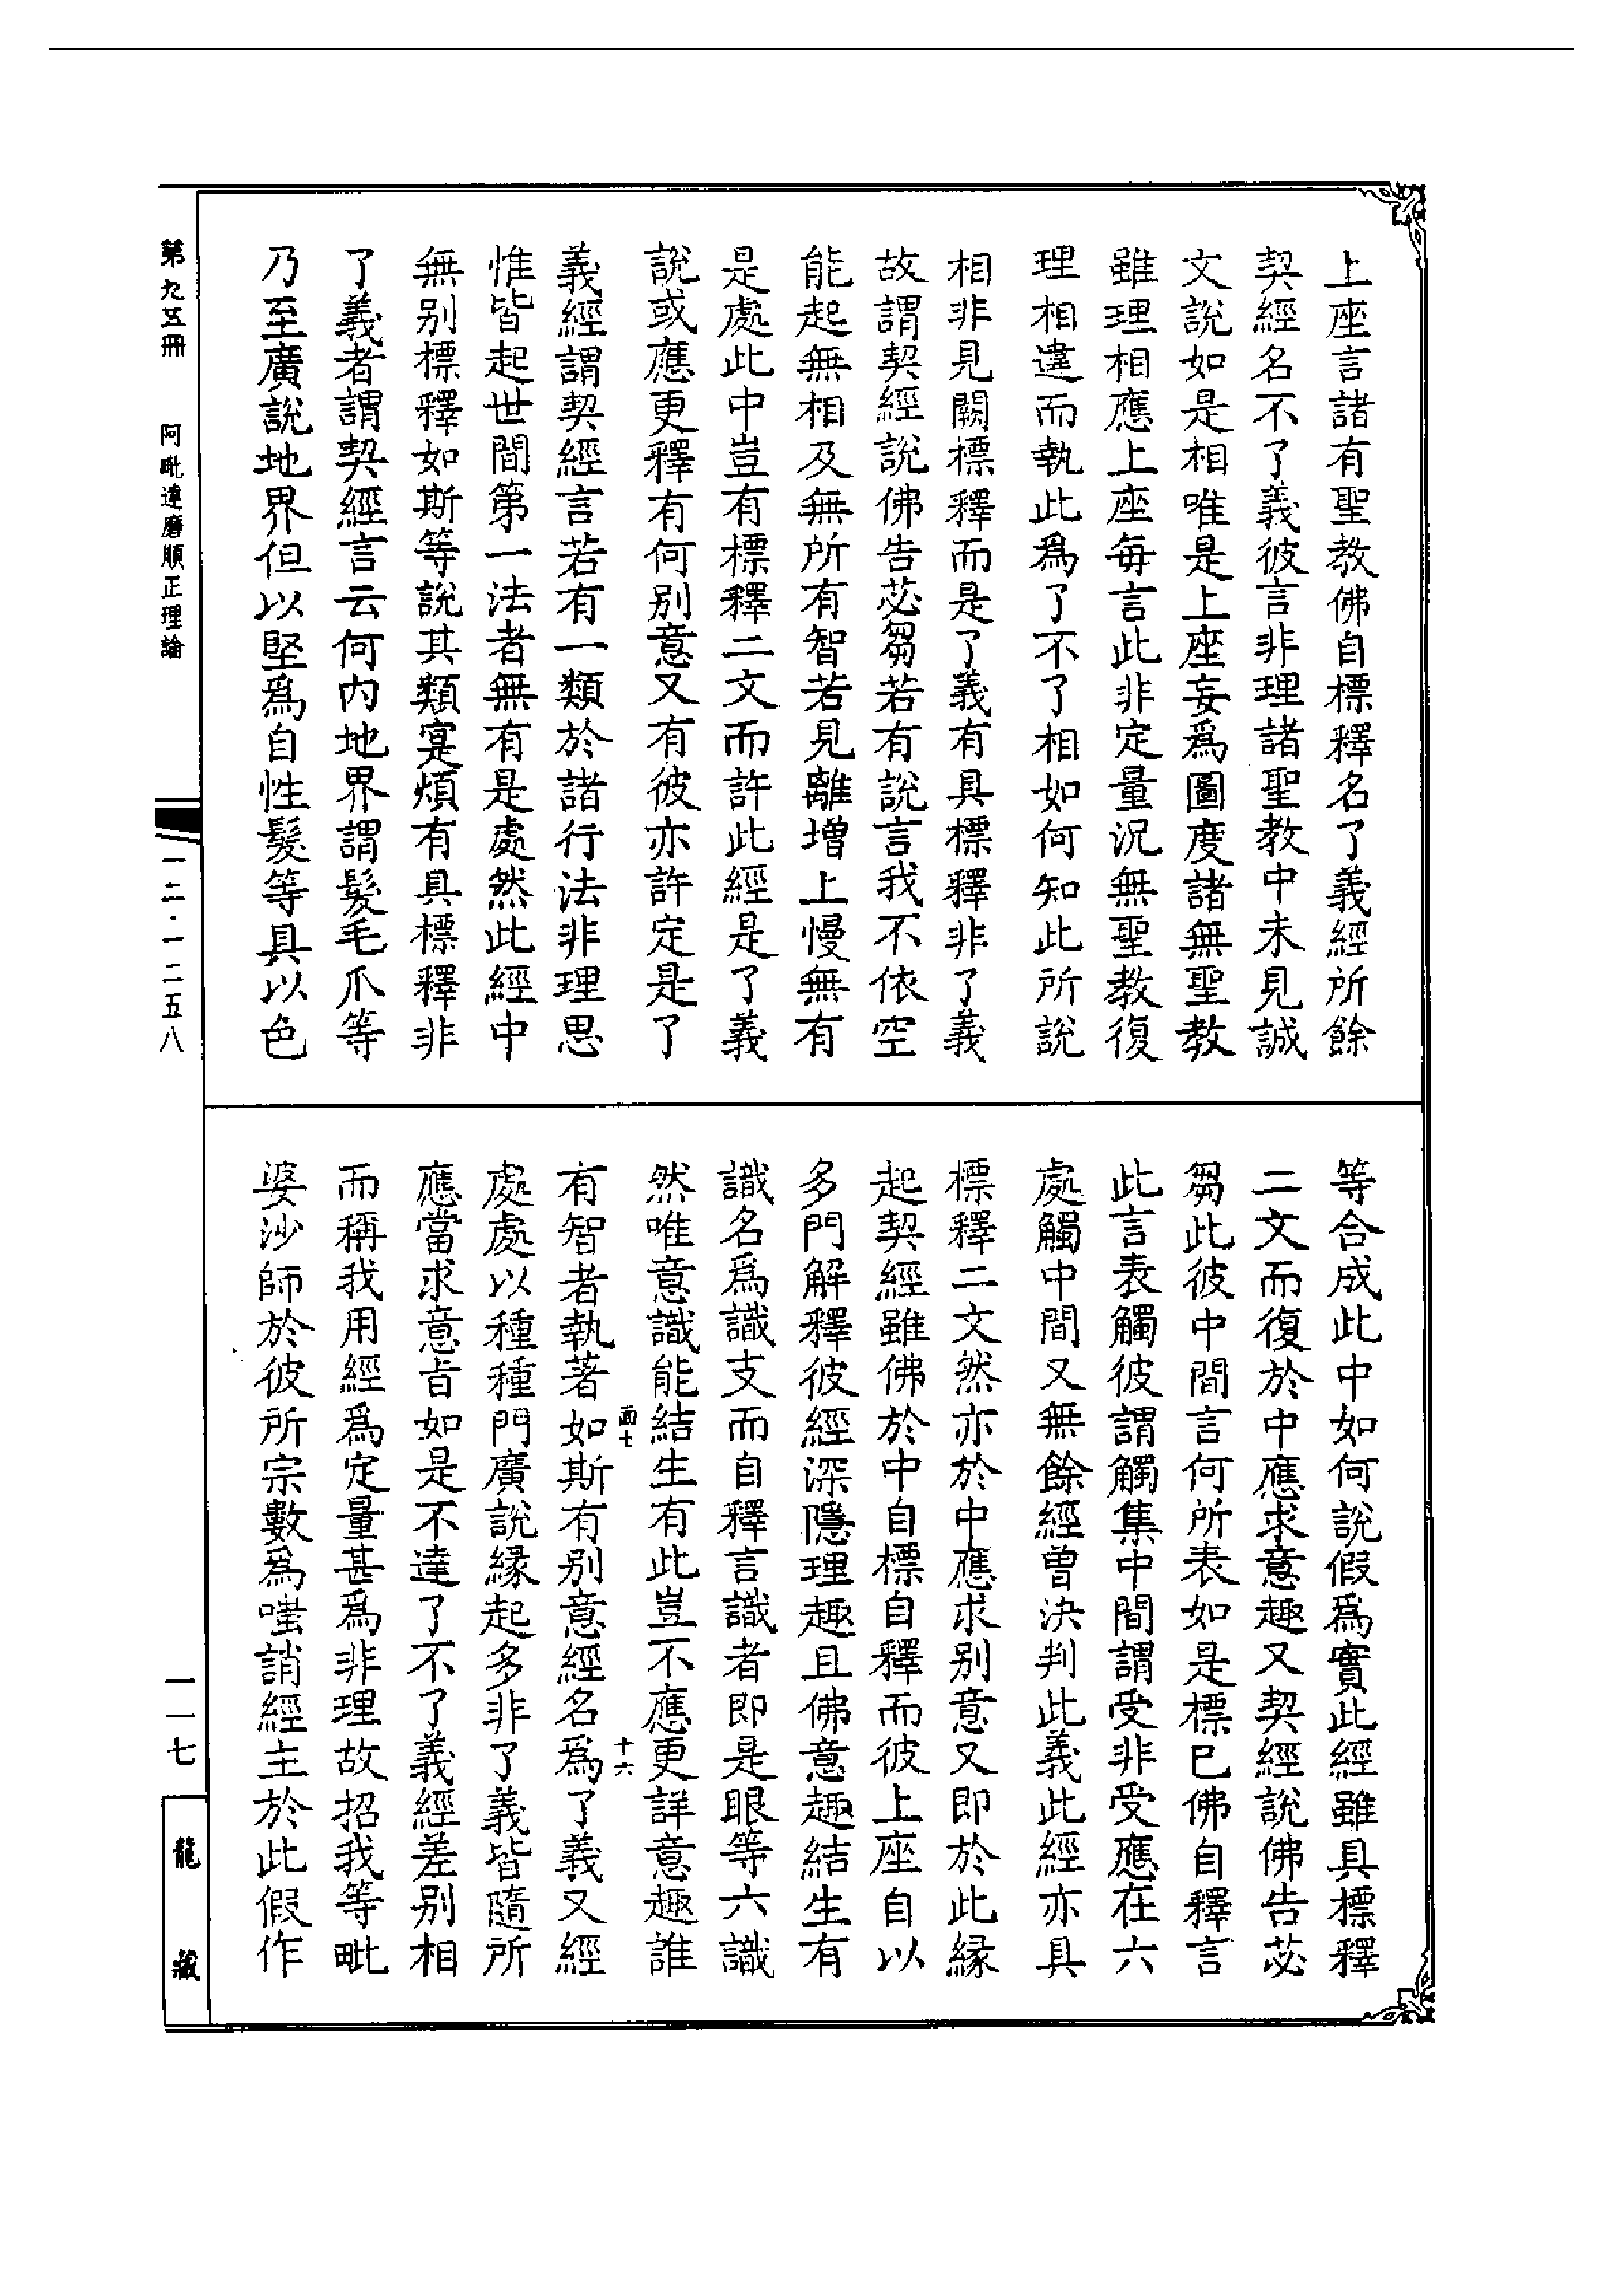 上座言諸有聖教佛自標釋名了義經所餘
契經名不了義彼言非理諸聖教中未見誠
文說如是相唯是上座妄爲圖度諸無聖教
雖理相應上座每言此非定量況無聖教復
理相違而執此爲了不了相如何知此所說
相非見闕標釋而是了義有具標釋非了義
故謂契經說佛告苾芻若有說言我不依空
能起無相及無所有智若見離增上慢無有
是處此中豈有標釋二文而許此經是了義
說或應更釋有何別意又有彼亦許定是了
義經謂契經言若有一類於諸行法非理思
惟皆起世間第一法者無有是處然此經中
無別標釋如斯等說其類寔煩有具標釋非
了義者謂契經言云何內地界謂髮毛爪等
乃至廣說地界但以堅爲自性髮等具以色
等合成此中如何說假爲實此經雖具標釋
二文而復於中應求意趣又契經說佛告苾
芻此彼中間言何所表如是標已佛自釋言
此言表觸彼謂觸集中間謂受非受應在六
處觸中間又無餘經曾決判此義此經亦具
標釋二文然亦於中應求別意又即於此緣
起契經雖佛於中自標自釋而彼上座自以
多門解釋彼經深隱理趣且佛意趣結生有
識名爲識支而自釋言識者即是眼等六識
然唯意識能結生有此豈不應更詳意趣誰
面七
十六
有智者執著如斯有別意經名爲了義又經
處處以種種門廣說緣起多非了義皆隨所
應當求意旨如是不達了不了義經差別相
而稱我用經爲定量甚爲非理故招我等毗
婆沙師於彼所宗數爲嗤誚經主於此假作
第九五冊
阿毗達磨順正理論
一二·一二五八
一一七
龍藏